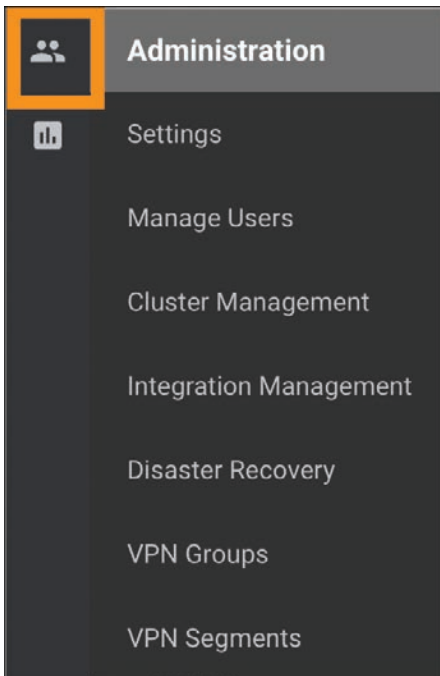 Administration
Settings
Manage Users
Cluster Management
Integration Management
Disaster Recovery
VPN Groups
VPN Segments